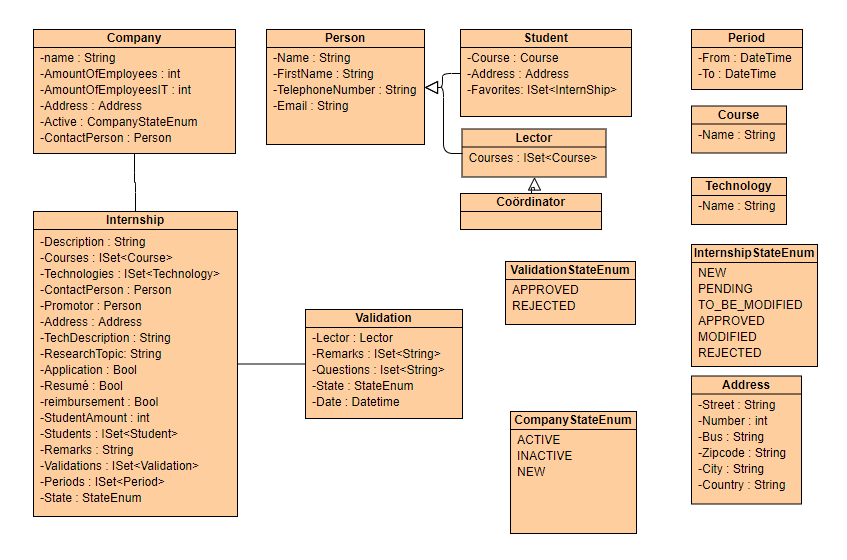 Company
-name : String
-AmountOfEmployees : int
-AmountOfEmployeesIT : int
-Address : Address
-Active : CompanyStateEnum
-ContactPerson : Person
Person
-Name : String
-FirstName : String
-TelephoneNumber : String
-Email : String
Student
-Course : Course
-Address : Address
-Favorites: ISet<InternShip>
Period
-From : DateTime
-To : DateTime
Lector
Courses : ISet<Course>
Coördinator
Course
-Name : String
Technology
-Name : String
Internship
-Description : String
-Courses : ISet<Course>
-Technologies : ISet<Technology>
-ContactPerson : Person
-Promotor : Person
-Address : Address
-TechDescription : String
-ResearchTopic: String
-Application : Bool
-Resumé : Bool
-reimbursement : Bool
-StudentAmount : int
-Students : ISet<Student>
-Remarks : String
-Validations : ISet<Validation>
-Periods : ISet<Period>
-State : StateEnum
Validation
-Lector : Lector
-Remarks : ISet<String>
-Questions : Iset<String>
-State : StateEnum
-Date : Datetime
ValidationStateEnum
APPROVED
REJECTED
InternshipStateEnum
NEW
PENDING
TO_BE_MODIFIED
APPROVED
MODIFIED
REJECTED
CompanyStateEnum
ACTIVE
INACTIVE
NEW
Address
-Street : String
-Number : int
-Bus : String
-Zipcode : String
-City : String
-Country : String